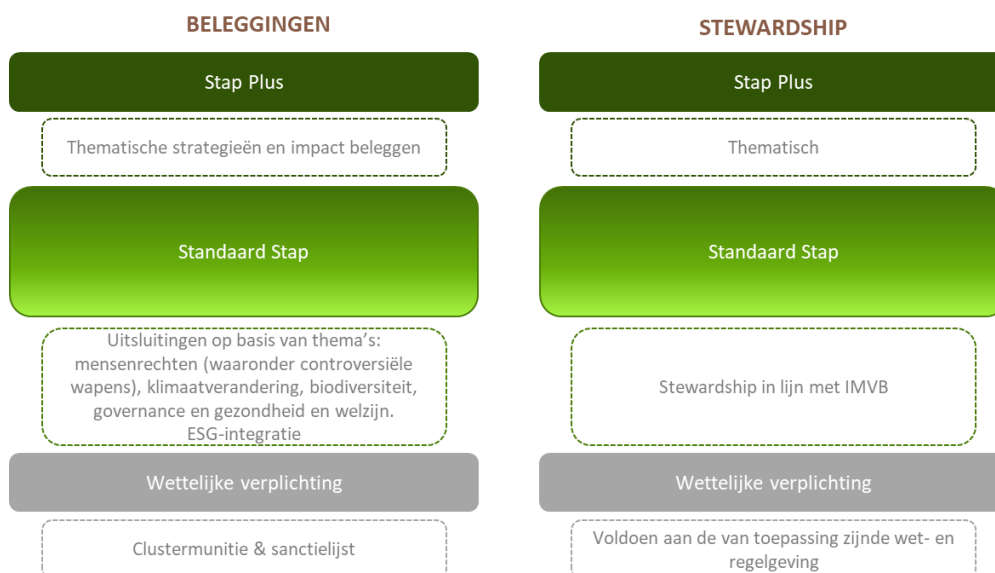 BELEGGINGEN
Stap Plus
Thematische strategieën en impact beleggen
Standaard Stap
Uitsluitingen op basis van thema's:
mensenrechten (waaronder controversiële
wapens), klimaatverandering, biodiversiteit,
governance en gezondheid en welzijn.
ESG-integratie
Wettelijke verplichting
Clustermunitie & sanctielijst
STEWARDSHIP
Stap Plus
Thematisch
Standaard Stap
Stewardship in lijn met IMVB
Wettelijke verplichting
Voldoen aan de van toepassing zijnde wet- en
regelgeving